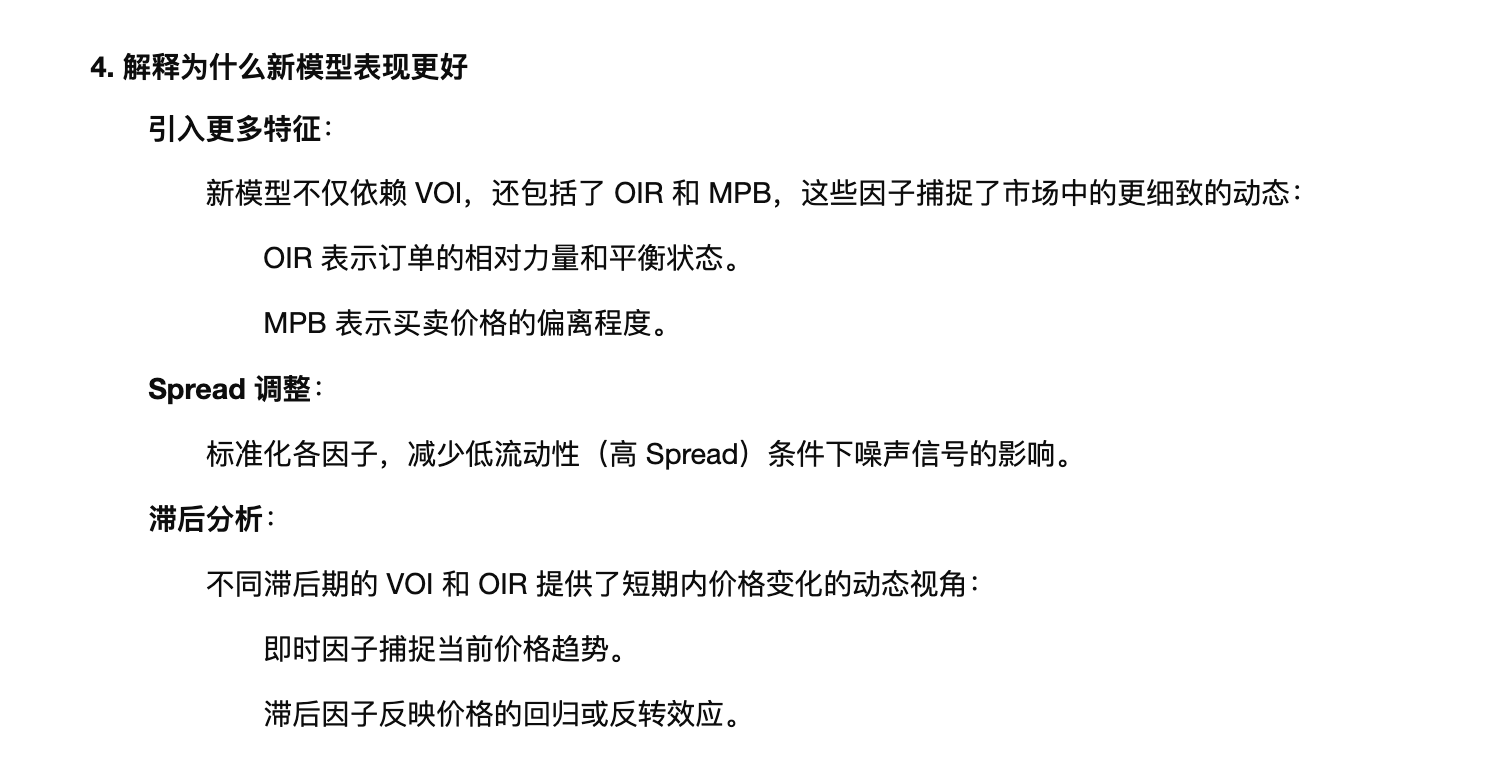 4. 解释为什么新模型表现更好
引入更多特征：
新模型不仅依赖 VOI，还包括了 OIR 和 MPB，这些因子捕捉了市场中的更细致的动态：
OIR 表示订单的相对力量和平衡状态。
MPB 表示买卖价格的偏离程度。
Spread 调整：
标准化各因子，减少低流动性（高 Spread）条件下噪声信号的影响。
滞后分析：
不同滞后期的 VOI 和 OIR 提供了短期内价格变化的动态视角：
即时因子捕捉当前价格趋势。
滞后因子反映价格的回归或反转效应。